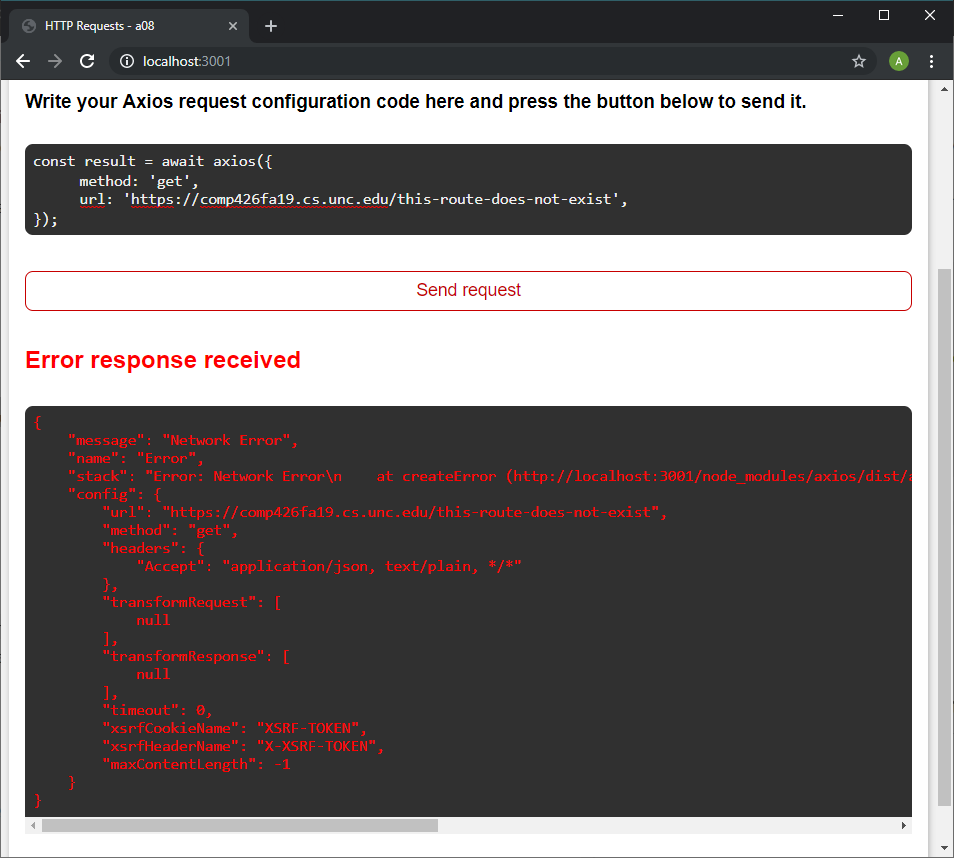 HTTP Requests - a08
localhost:3001
A
Write your Axios request configuration code here and press the button below to send it.
const result = await axios({
method: 'get',
url: 'https://comp426fa19.cs.unc.edu/this-route-does-not-exist',
});
Send request
Error response received
{
"message": "Network Error",
"name": "Error",
"stack": "Error: Network Error\n    at createError (http://localhost:3001/node_modules/axios/dist/
"config": {
"url": "https://comp426fa19.cs.unc.edu/this-route-does-not-exist",
"method": "get",
"headers": {
"Accept": "application/json, text/plain, */*"
},
"transformRequest": [
null
],
"transformResponse": [
null
],
"timeout": 0,
"xsrfCookieName": "XSRF-TOKEN",
"xsrfHeaderName": "X-XSRF-TOKEN",
"maxContentLength": -1
}
}